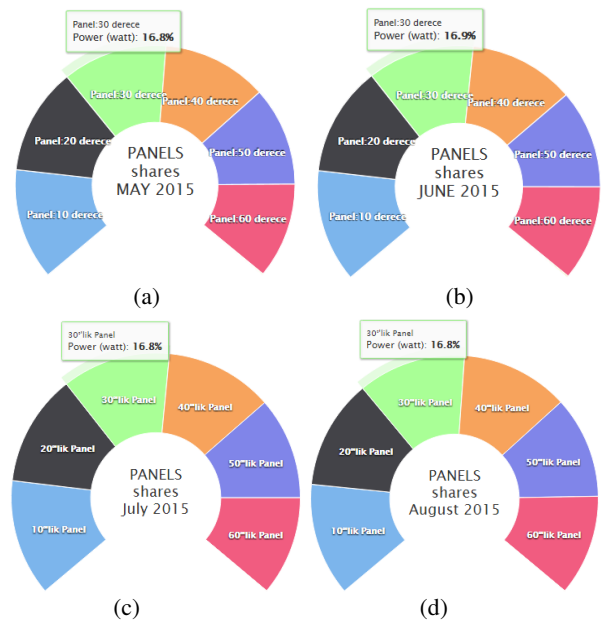 Panel:30 derece
Power (watt): 16.8%
Panel:30 derece
Panel:40 derece
Panel:20 derece
Panel:50 derece
Panel:10 derece
Panel:60 derece
PANELS
shares
MAY 2015
(a)
Panel:30 derece
Power (watt): 16.9%
Panel:30 derece
Panel:40 derece
Panel:20 derece
Panel:50 derece
Panel:10 derece
Panel:60 derece
PANELS
shares
JUNE 2015
(b)
30°'lik Panel
Power (watt): 16.8%
30°'lik Panel
40°'lik Panel
20°'lik Panel
50°'lik Panel
10°'lik Panel
60°'lik Panel
PANELS
shares
July 2015
(c)
30°'lik Panel
Power (watt): 16.8%
30°'lik Panel
40°'lik Panel
20°'lik Panel
50°'lik Panel
10°'lik Panel
60°'lik Panel
PANELS
shares
August 2015
(d)